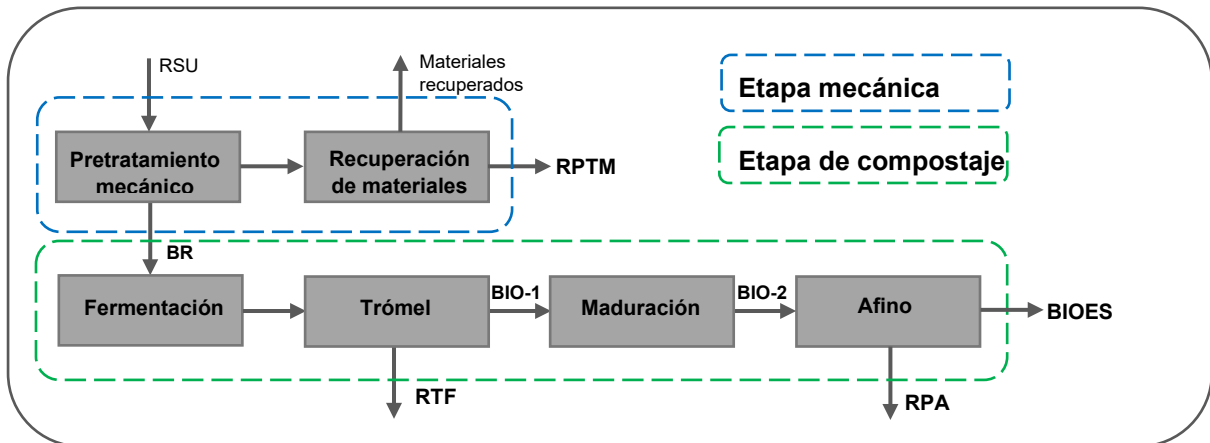 RSU
Materiales
recuperados
Etapa mecánica
Pretratamiento
mecánico
Recuperación
de materiales
RPTM
Etapa de compostaje
BR
Fermentación
Trómel
BIO-1
Maduración
BIO-2
Afino
BIOES
RTF
RPA